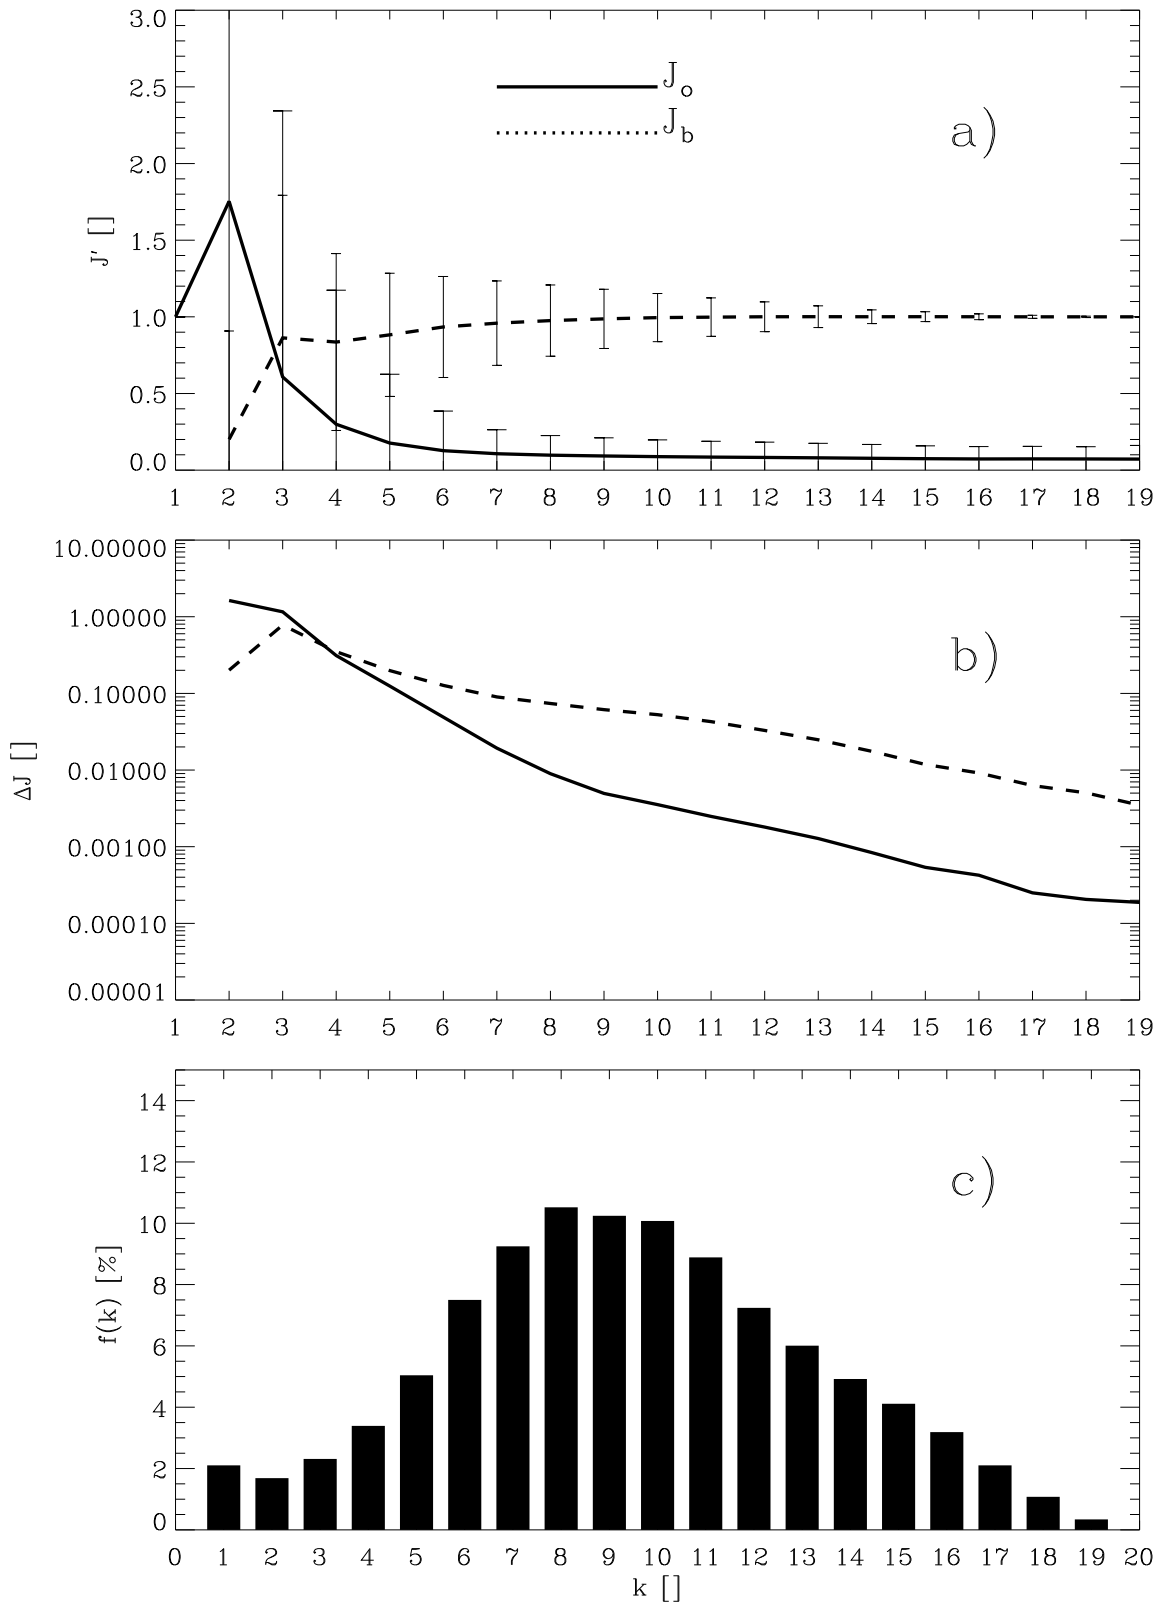 3.0
2.5
2.0
1.5
1.0
0.5
0.0
J' []
J_o
J_b
a)
1 2 3 4 5 6 7 8 9 10 11 12 13 14 15 16 17 18 19
10.00000
1.00000
0.10000
0.01000
0.00100
0.00010
0.00001
ΔJ []
b)
1 2 3 4 5 6 7 8 9 10 11 12 13 14 15 16 17 18 19
14
12
10
8
6
4
2
0
f(k) [%]
c)
0 1 2 3 4 5 6 7 8 9 10 11 12 13 14 15 16 17 18 19 20
k []